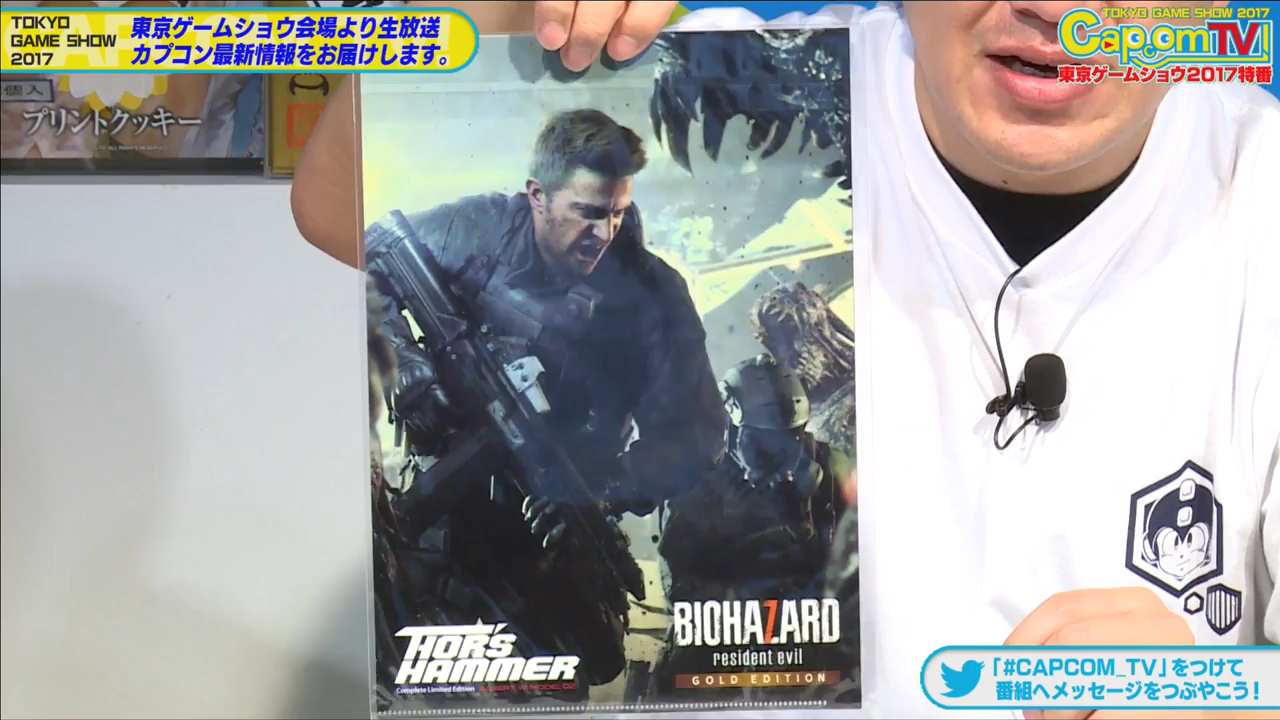 TOKYO
GAME SHOW
2017
東京ゲームショウ会場より生放送
カプコン最新情報をお届けします。
TOKYO GAME SHOW 2017
CapcomTV!
東京ゲームショウ2017特番
個人
プリントクッキー
THOR'S
HAMMER
Complete Limited Edition
BIOHAZARD
resident evil
GOLD EDITION
「#CAPCOM_TV」をつけて
番組へメッセージをつぶやこう!